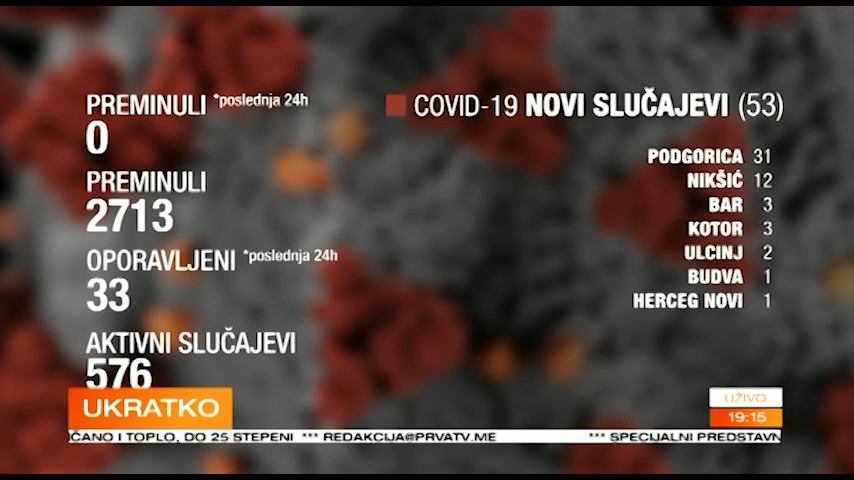 PREMINULI *poslednja 24h
0
PREMINULI
2713
OPORAVLJENI *poslednja 24h
33
AKTIVNI SLUČAJEVI
576
COVID-19 NOVI SLUČAJEVI (53)
PODGORICA 31
NIKŠIĆ 12
BAR 3
KOTOR 3
ULCINJ 2
BUDVA 1
HERCEG NOVI 1
UKRATKO
UŽIVO
19:15
ČANO I TOPLO, DO 25 STEPENI *** REDAKCIJA@PRVATV.ME *** SPECIJALNI PREDSTAVN